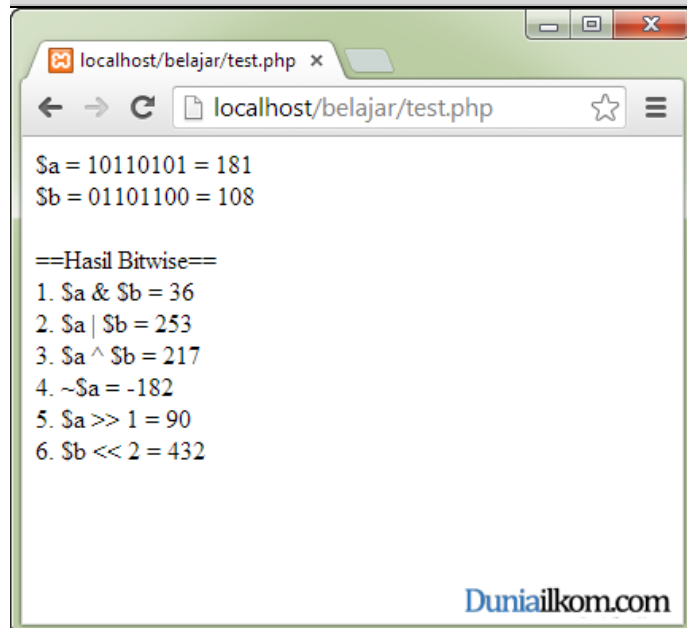 localhost/belajar/test.php
localhost/belajar/test.php
$a = 10110101 = 181
$b = 01101100 = 108
==Hasil Bitwise==
1. $a & $b = 36
2. $a | $b = 253
3. $a ^ $b = 217
4. ~$a = -182
5. $a >> 1 = 90
6. $b << 2 = 432
Duniailkom.com